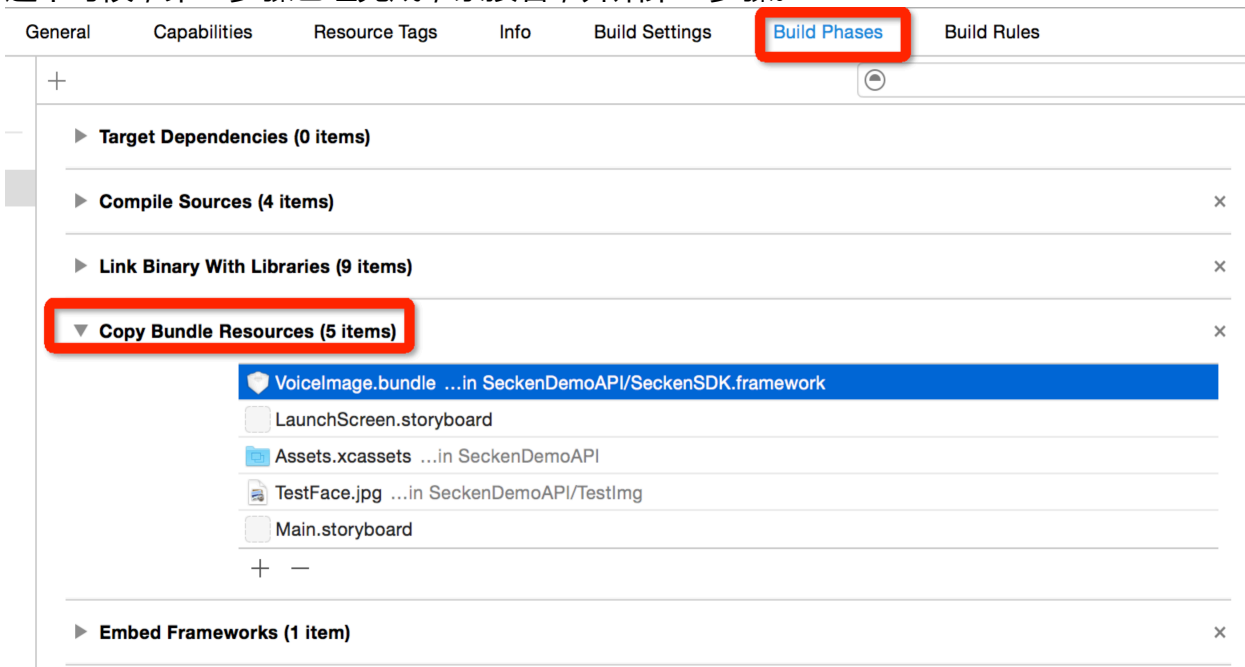 General Capabilities Resource Tags Info Build Settings Build Phases Build Rules
Target Dependencies (0 items)
Compile Sources (4 items)
Link Binary With Libraries (9 items)
Copy Bundle Resources (5 items)
VoiceImage.bundle ...in SeckenDemoAPI/SeckenSDK.framework
LaunchScreen.storyboard
Assets.xcassets ...in SeckenDemoAPI
TestFace.jpg ...in SeckenDemoAPI/TestImg
Main.storyboard
Embed Frameworks (1 item)